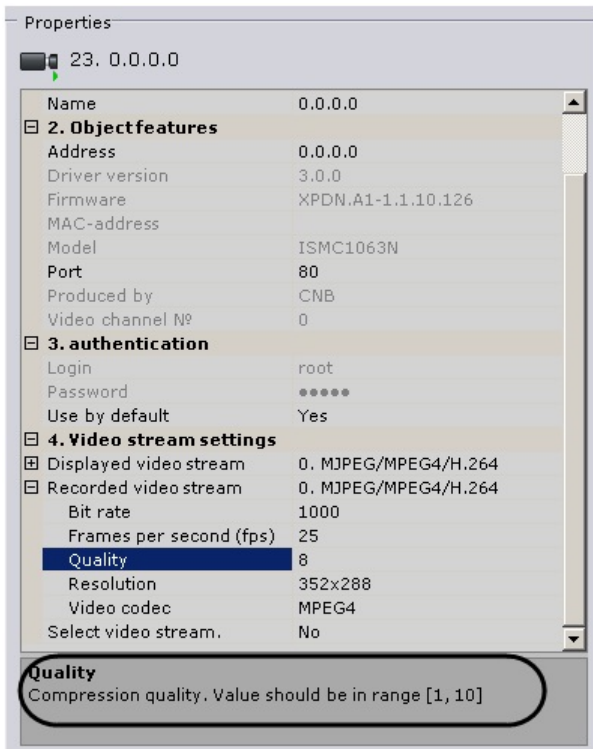 Properties
23. 0.0.0.0
Name 0.0.0.0
2. Object features
Address 0.0.0.0
Driver version 3.0.0
Firmware XPDN.A1-1.1.10.126
MAC-address
Model ISMC1063N
Port 80
Produced by CNB
Video channel Nº 0
3. authentication
Login root
Password ●●●●●
Use by default Yes
4. Video stream settings
Displayed video stream 0. MJPEG/MPEG4/H.264
Recorded video stream 0. MJPEG/MPEG4/H.264
Bit rate 1000
Frames per second (fps) 25
Quality 8
Resolution 352x288
Video codec MPEG4
Select video stream. No
Quality
Compression quality. Value should be in range [1, 10]